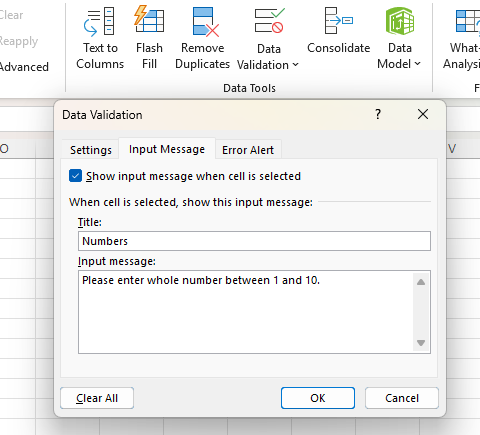 Clear
Reapply
Advanced
Text to
Columns
Flash
Fill
Remove
Duplicates
Data
Validation
Consolidate
Data
Model
What-
Analysis
Data Tools
F
Data Validation
?
Settings
Input Message
Error Alert
O
V
Show input message when cell is selected
When cell is selected, show this input message:
Title:
Numbers
Input message:
Please enter whole number between 1 and 10.
Clear All
OK
Cancel